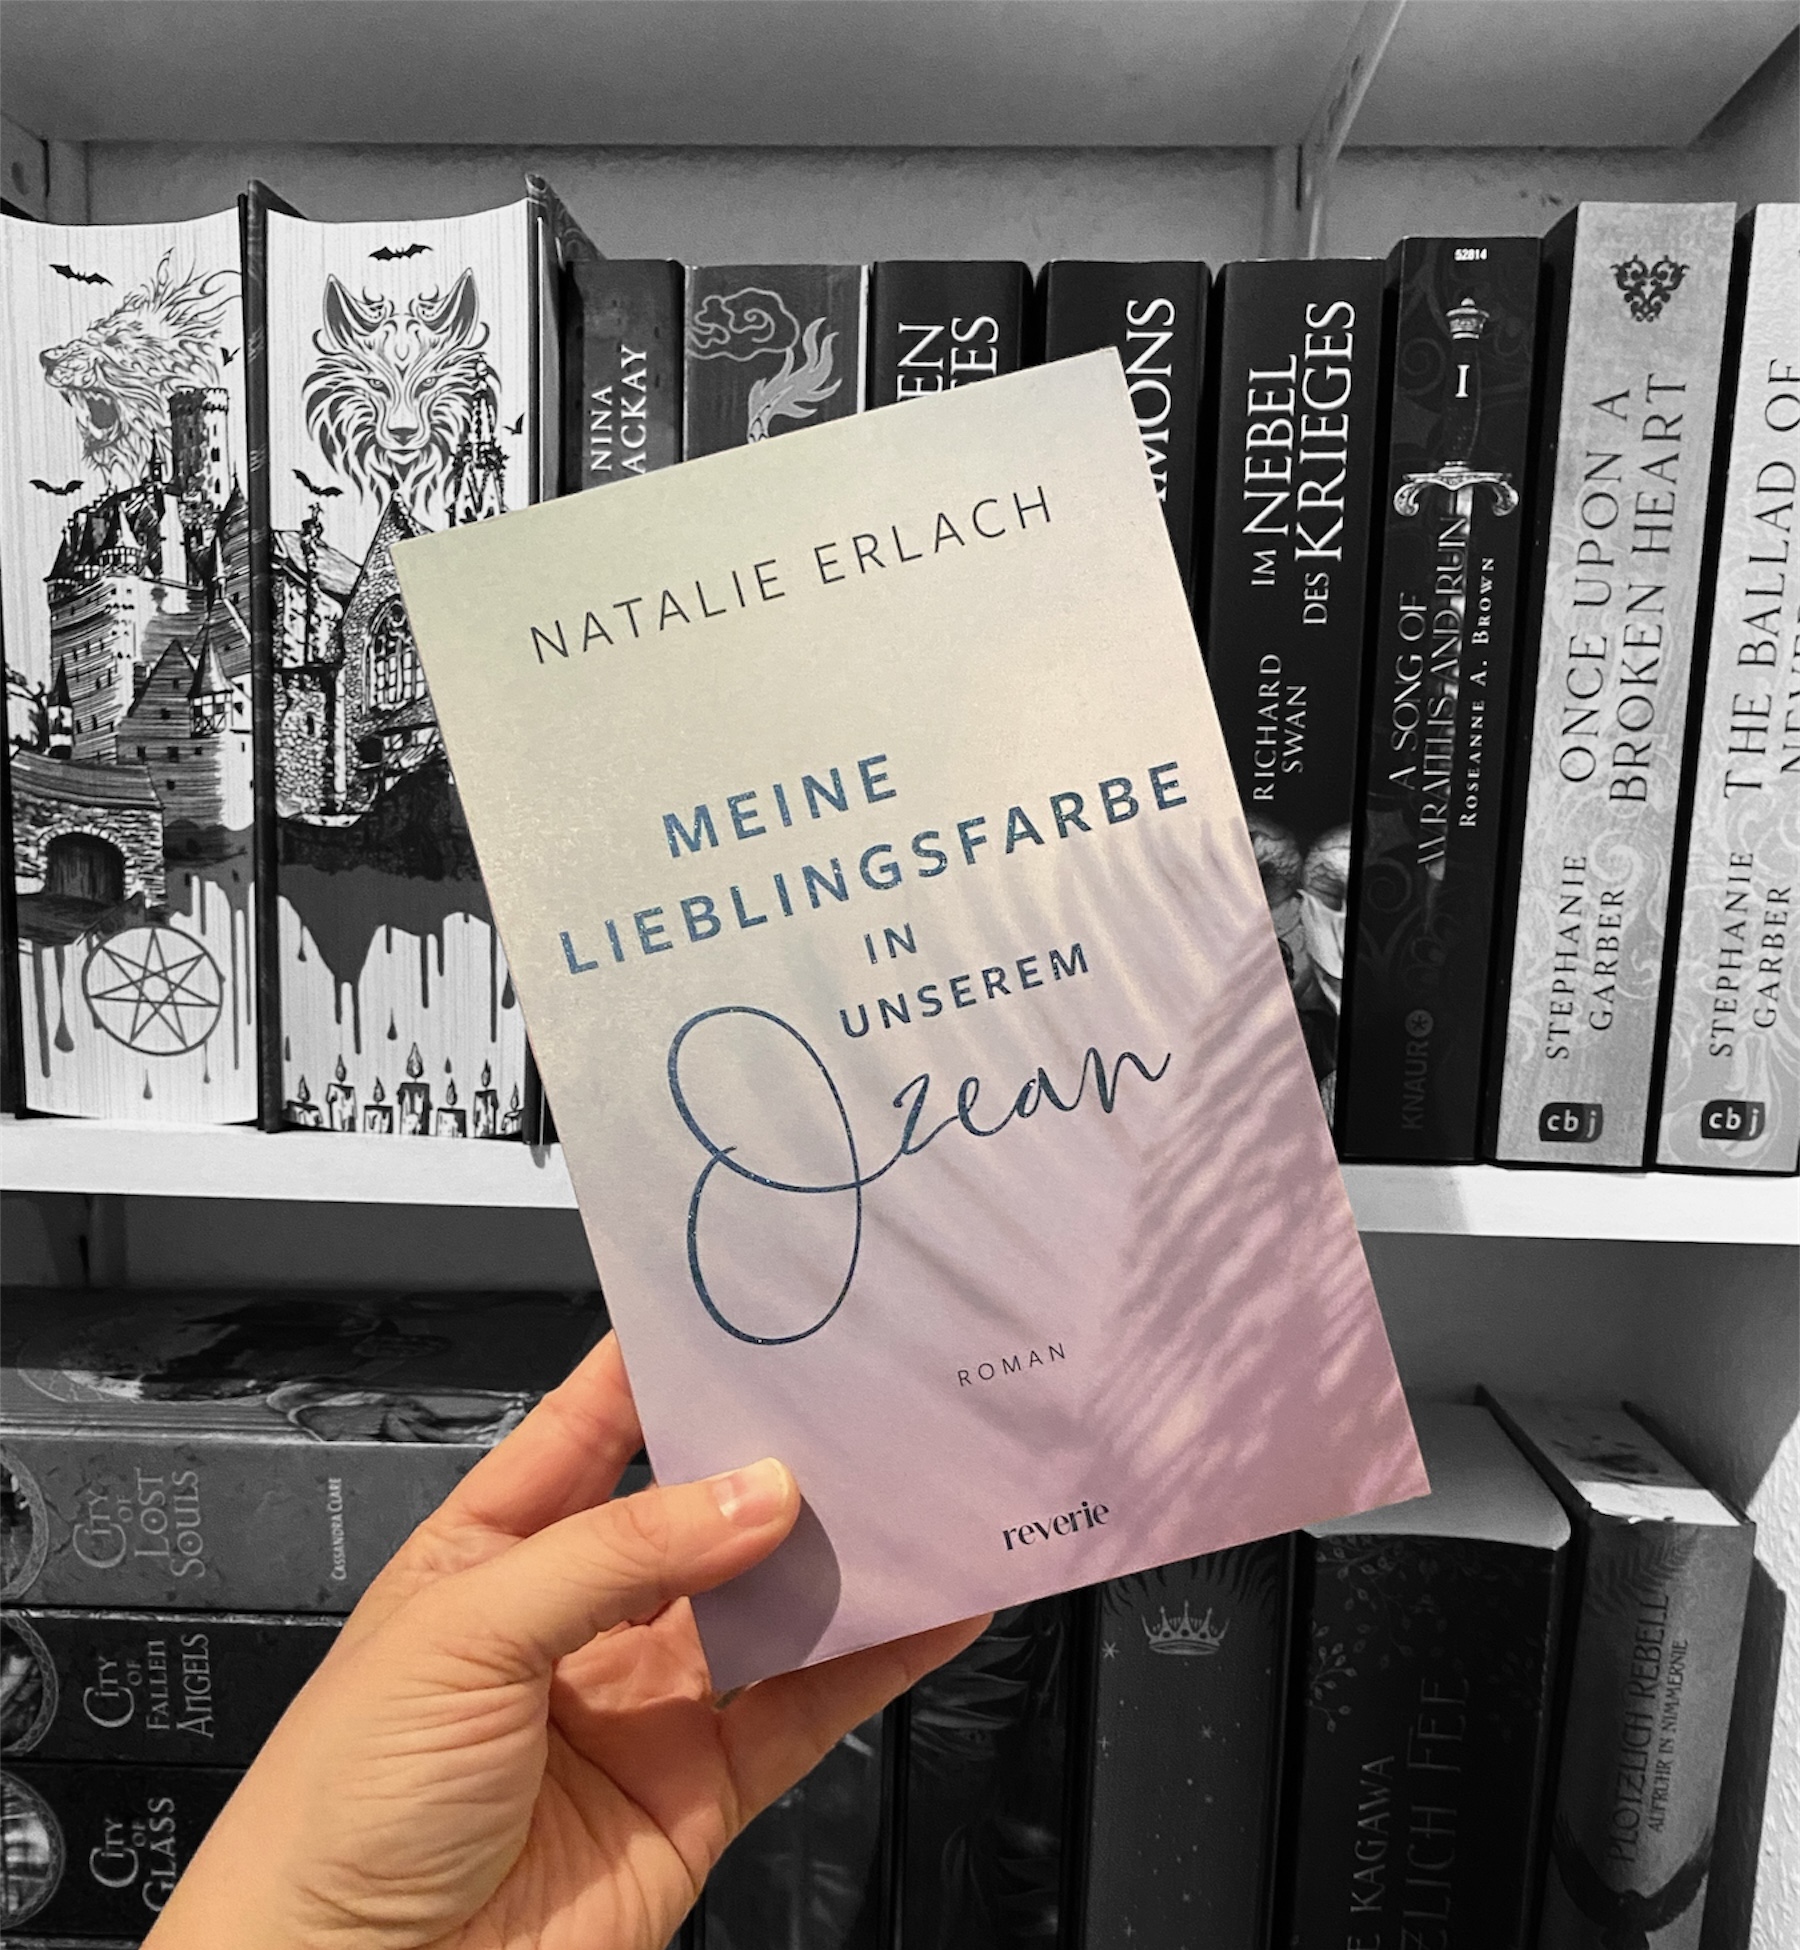 NATALIE ERLACH
MEINE
LIEBLINGSFARBE
IN
UNSEREM
Ozean
ROMAN
reverie
NINA
IM NEBEL
DES KRIEGES
RICHARD
SWAN
52814
I
A SONG OF
WRAITHS AND RUIN
ROSEANNE A. BROWN
KNAUR
ONCE UPON A
BROKEN HEART
STEPHANIE
GARBER
cbj
THE BALLAD OF
STEPHANIE
GARBER
cbj
CITY
OF
LOST
SOULS
CASSANDRA CLARE
CITY
OF
FALLEN
ANGELS
CITY
OF
GLASS
KAGAWA
FEE
PLÖTZLICH REBELL
AUFRUHR IN NIMMERNIE